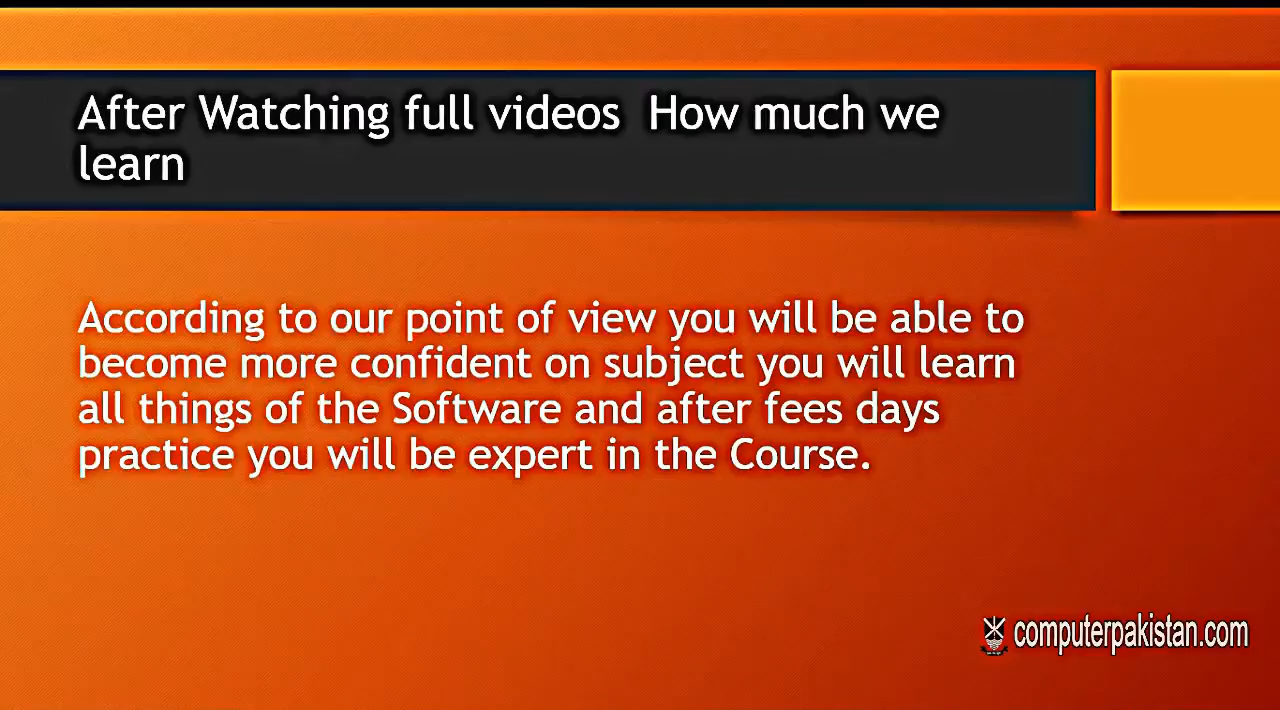 After Watching full videos  How much we
learn
According to our point of view you will be able to
become more confident on subject you will learn
all things of the Software and after fees days
practice you will be expert in the Course.
computerpakistan.com